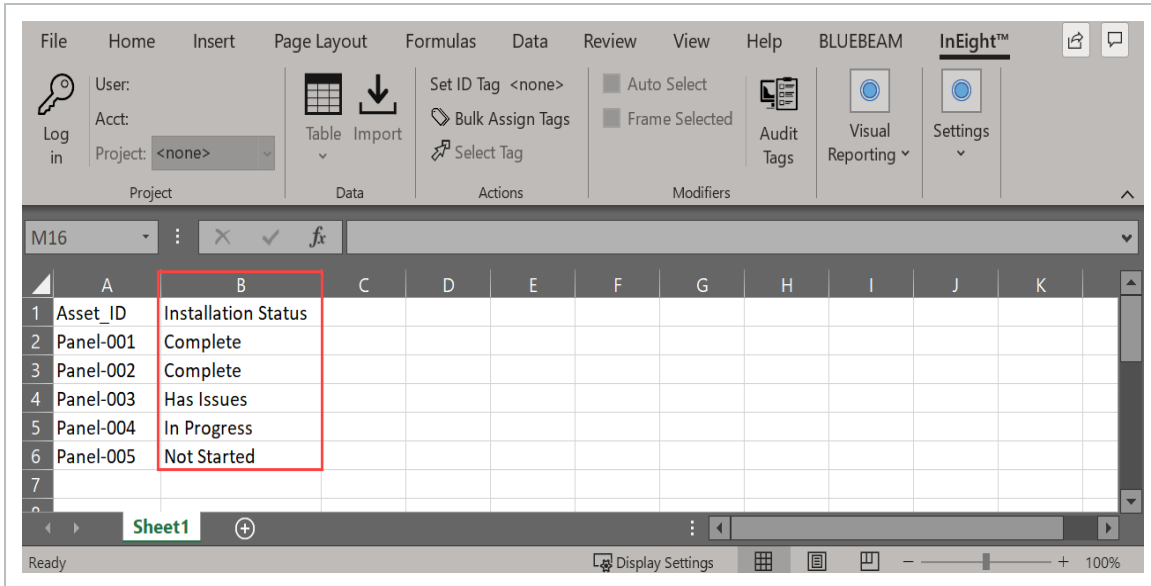 File Home Insert Page Layout Formulas Data Review View Help BLUEBEAM InEight™
Log in
User:
Acct:
Project: <none>
Project
Table Import
Data
Set ID Tag <none>
Bulk Assign Tags
Select Tag
Actions
Auto Select
Frame Selected
Modifiers
Audit
Tags
Visual
Reporting
Settings
M16 fx
A B C D E F G H I J K
1 Asset_ID Installation Status
2 Panel-001 Complete
3 Panel-002 Complete
4 Panel-003 Has Issues
5 Panel-004 In Progress
6 Panel-005 Not Started
7
Sheet1
Ready Display Settings 100%